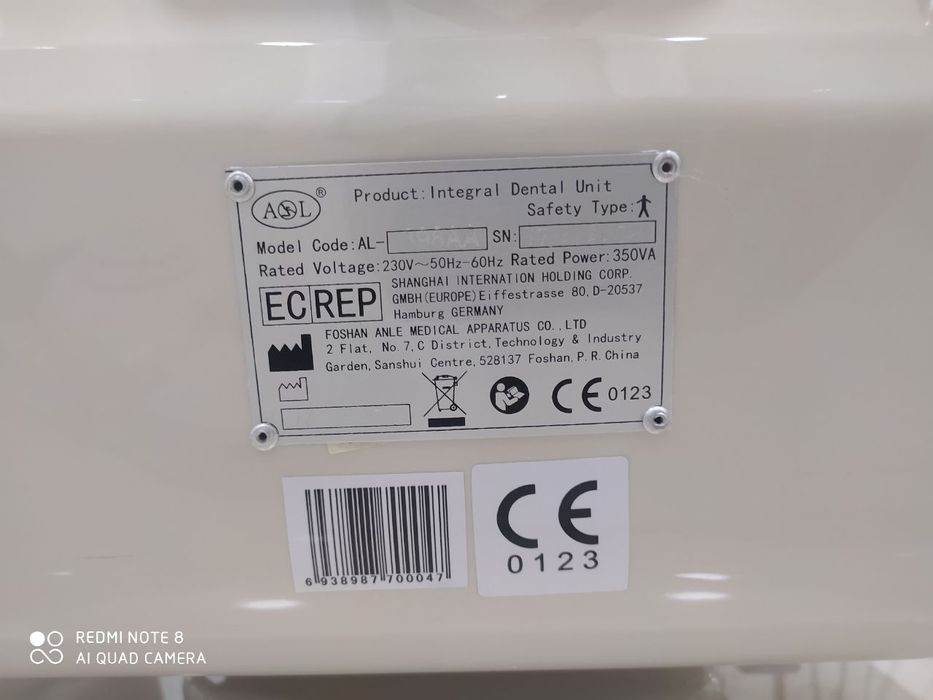 AOL®
Product:Integral Dental Unit
Safety Type:
Model Code:AL- SN:
Rated Voltage:230V～50Hz-60Hz Rated Power:350VA
EC REP
SHANGHAI INTERNATION HOLDING CORP.
GMBH(EUROPE)Eiffestrasse 80,D-20537
Hamburg GERMANY
FOSHAN ANLE MEDICAL APPARATUS CO.,LTD
2 Flat, No.7,C District,Technology & Industry
Garden,Sanshui Centre,528137 Foshan,P.R.China
CE 0123
6 938987 700047
CE
0123
REDMI NOTE 8
AI QUAD CAMERA